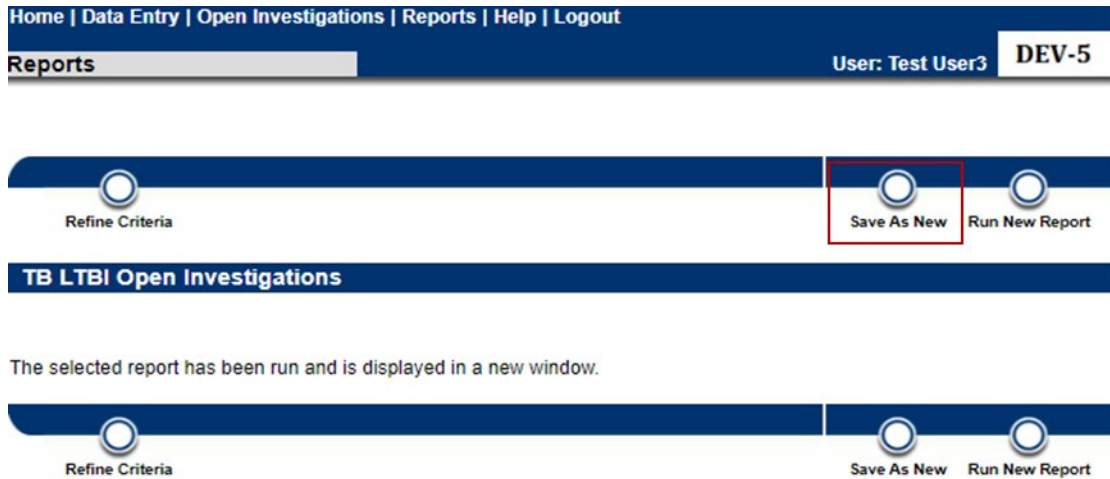 Home | Data Entry | Open Investigations | Reports | Help | Logout
Reports
User: Test User3
DEV-5
Refine Criteria
Save As New
Run New Report
TB LTBI Open Investigations
The selected report has been run and is displayed in a new window.
Refine Criteria
Save As New
Run New Report